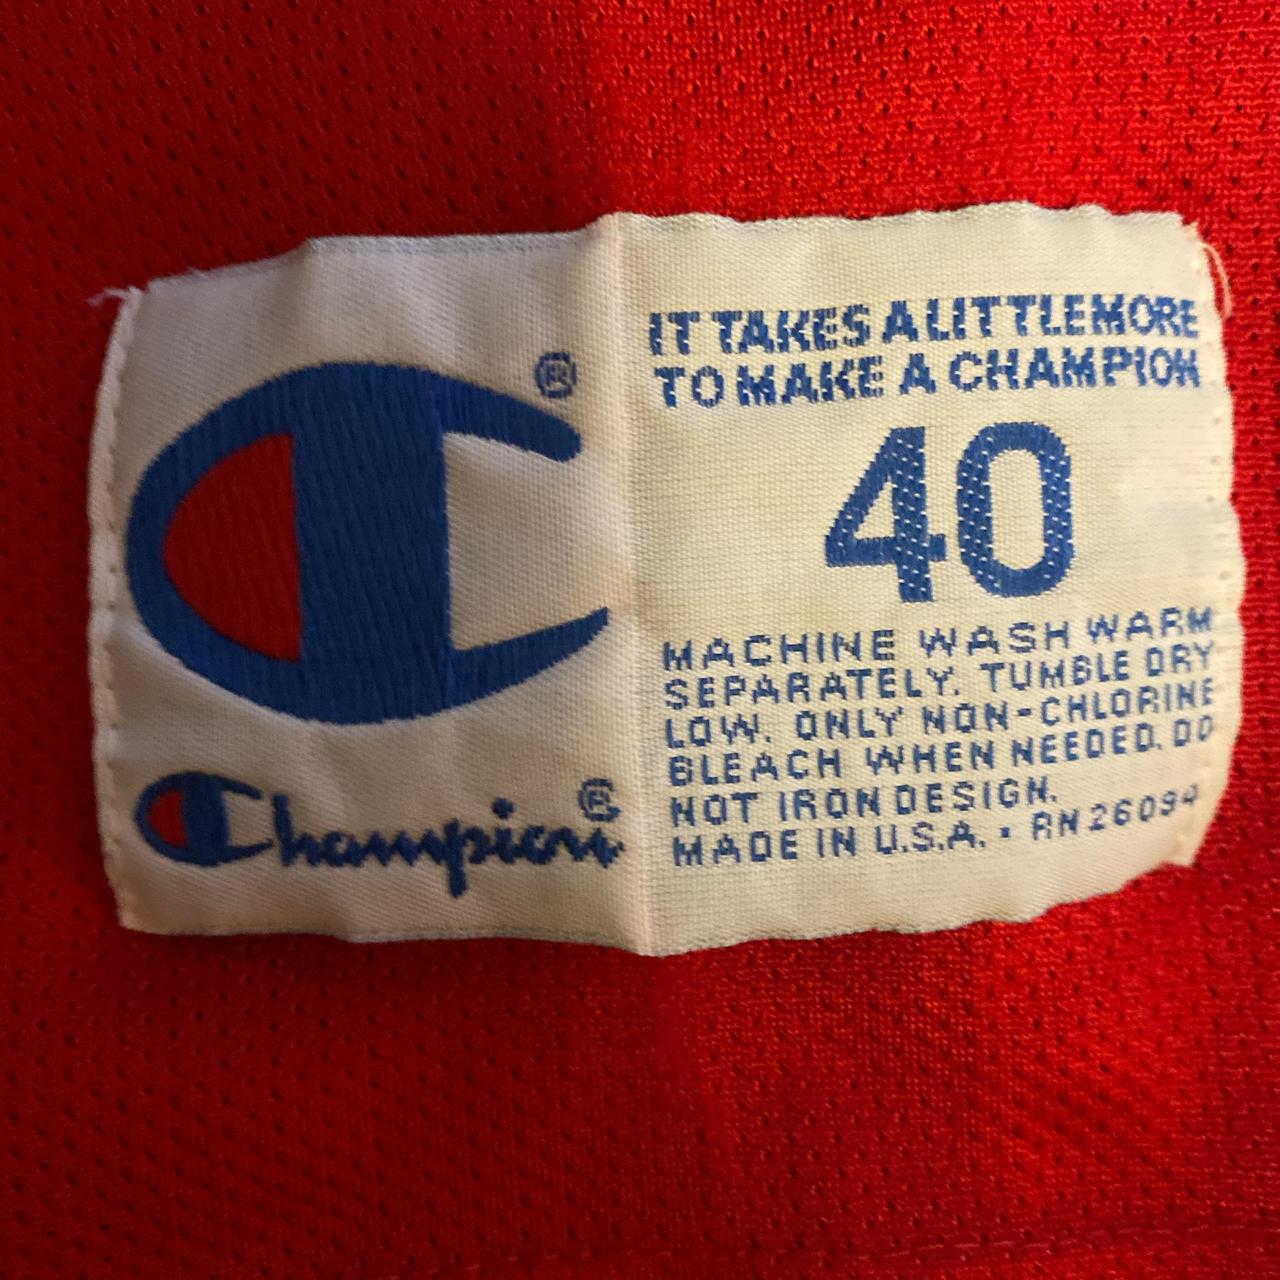 ®
Champion®
IT TAKES A LITTLE MORE
TO MAKE A CHAMPION
40
MACHINE WASH WARM
SEPARATELY. TUMBLE DRY
LOW. ONLY NON-CHLORINE
BLEACH WHEN NEEDED. DO
NOT IRON DESIGN.
MADE IN U.S.A. • RN 26094